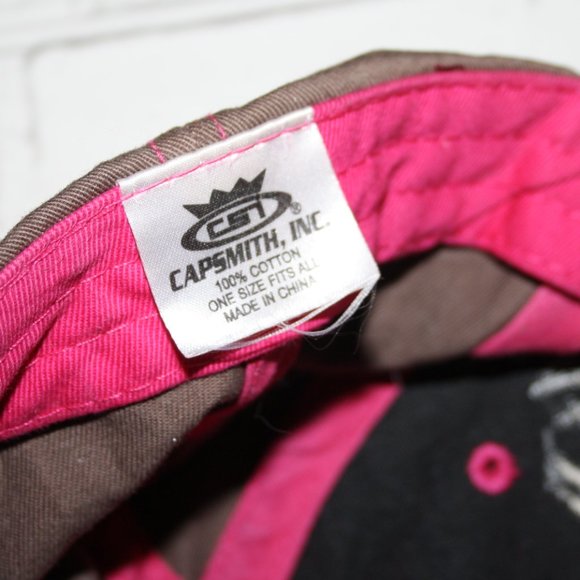 CSI®
CAPSMITH, INC.
100% COTTON
ONE SIZE FITS ALL
MADE IN CHINA